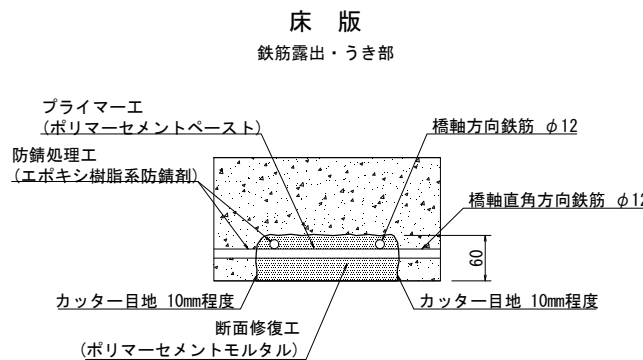 床 版
鉄筋露出・うき部
プライマー工
(ポリマーセメントペースト)
橋軸方向鉄筋 φ12
防錆処理工
(エポキシ樹脂系防錆剤)
橋軸直角方向鉄筋 φ12
60
カッター目地 10mm程度
カッター目地 10mm程度
断面修復工
(ポリマーセメントモルタル)